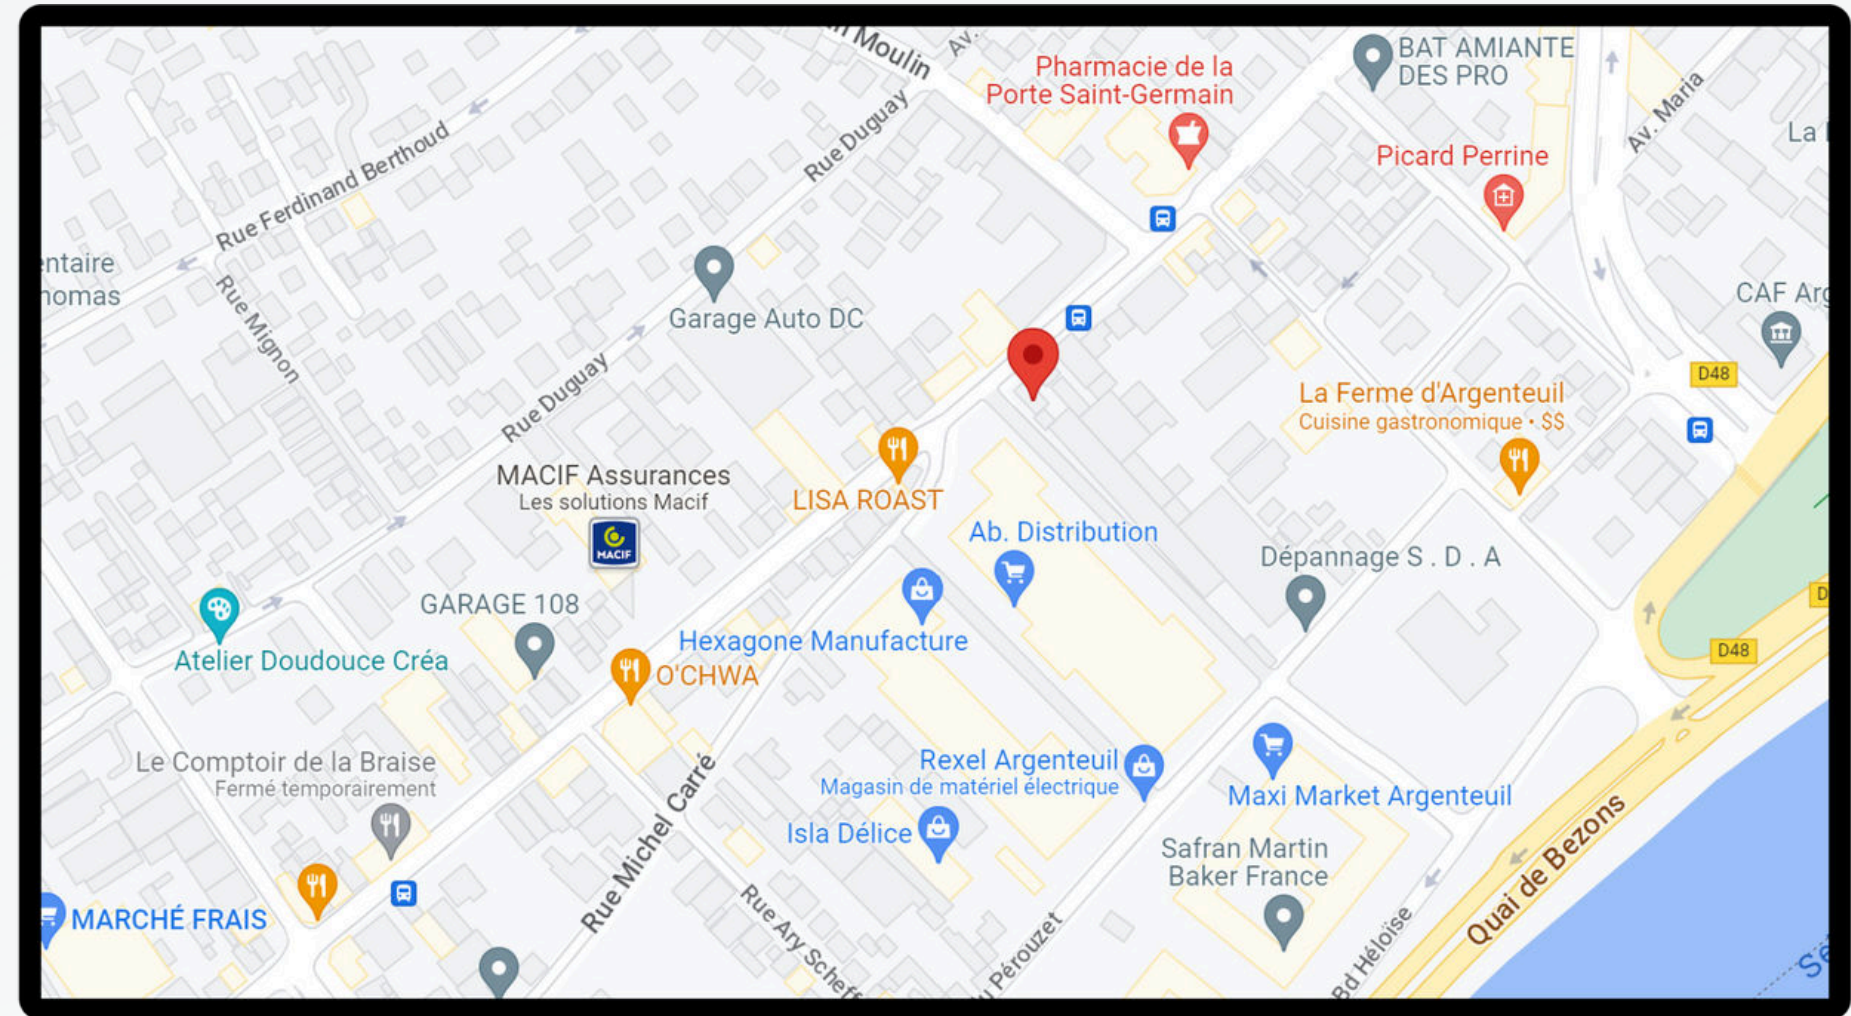 n Moulin
Av.
Pharmacie de la
Porte Saint-Germain
BAT AMIANTE
DES PRO
Av. Maria
La
Rue Duguay
Rue Ferdinand Berthoud
Picard Perrine
entaire
homas
Rue Mignon
Garage Auto DC
CAF Arg
D48
La Ferme d'Argenteuil
Cuisine gastronomique • $$
Rue Duguay
MACIF Assurances
Les solutions Macif
MACIF
LISA ROAST
Ab. Distribution
Dépannage S . D . A
GARAGE 108
Hexagone Manufacture
Atelier Doudouce Créa
O'CHWA
D
D48
Le Comptoir de la Braise
Fermé temporairement
Rexel Argenteuil
Magasin de matériel électrique
Maxi Market Argenteuil
Isla Délice
Rue Michel Carré
Safran Martin
Baker France
Quai de Bezons
MARCHÉ FRAIS
Rue Ary Scheff
u Pérouzet
Bd Héloïse
Se